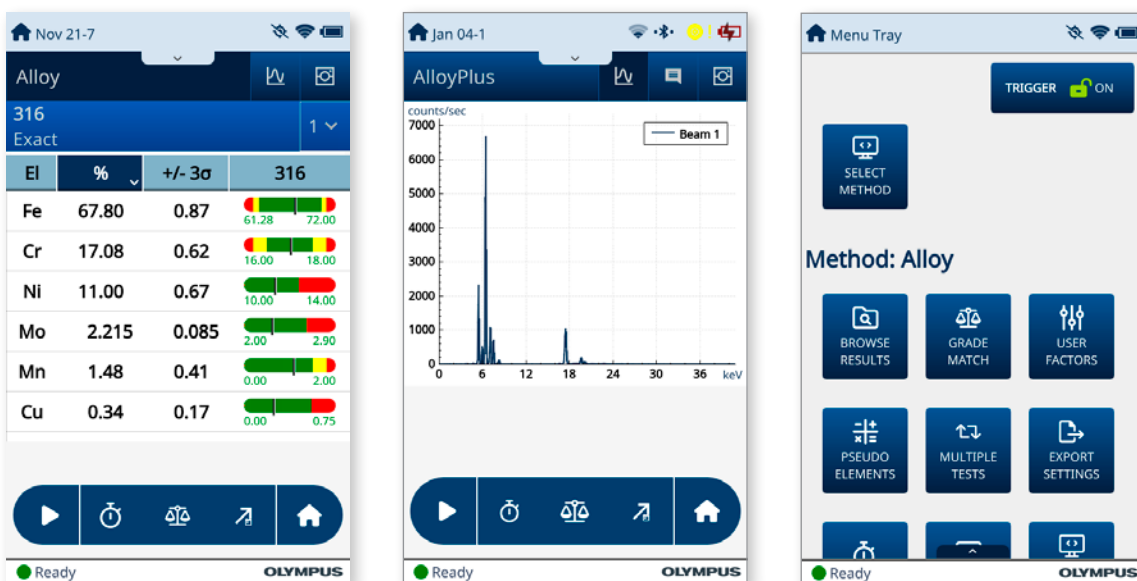 Nov 21-7
Alloy
316
Exact
1
El % +/- 3σ 316
Fe 67.80 0.87 61.28 72.00
Cr 17.08 0.62 16.00 18.00
Ni 11.00 0.67 10.00 14.00
Mo 2.215 0.085 2.00 2.90
Mn 1.48 0.41 0.00 2.00
Cu 0.34 0.17 0.00 0.75
Ready OLYMPUS
Jan 04-1
AlloyPlus
counts/sec
7000
Beam 1
6000
5000
4000
3000
2000
1000
0
0 6 12 18 24 30 36 keV
Ready OLYMPUS
Menu Tray
TRIGGER ON
SELECT
METHOD
Method: Alloy
BROWSE
RESULTS
GRADE
MATCH
USER
FACTORS
PSEUDO
ELEMENTS
MULTIPLE
TESTS
EXPORT
SETTINGS
Ready OLYMPUS